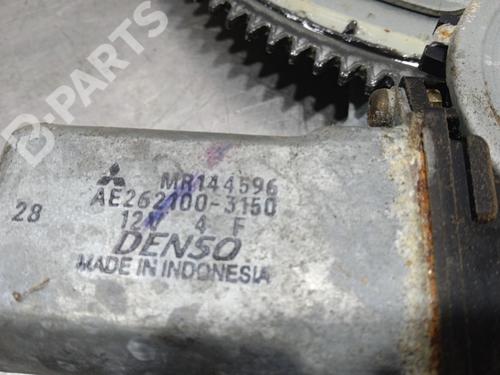 B-PARTS
MR144596
AE262100-3150
28
12V 4 F
DENSO
MADE IN INDONESIA